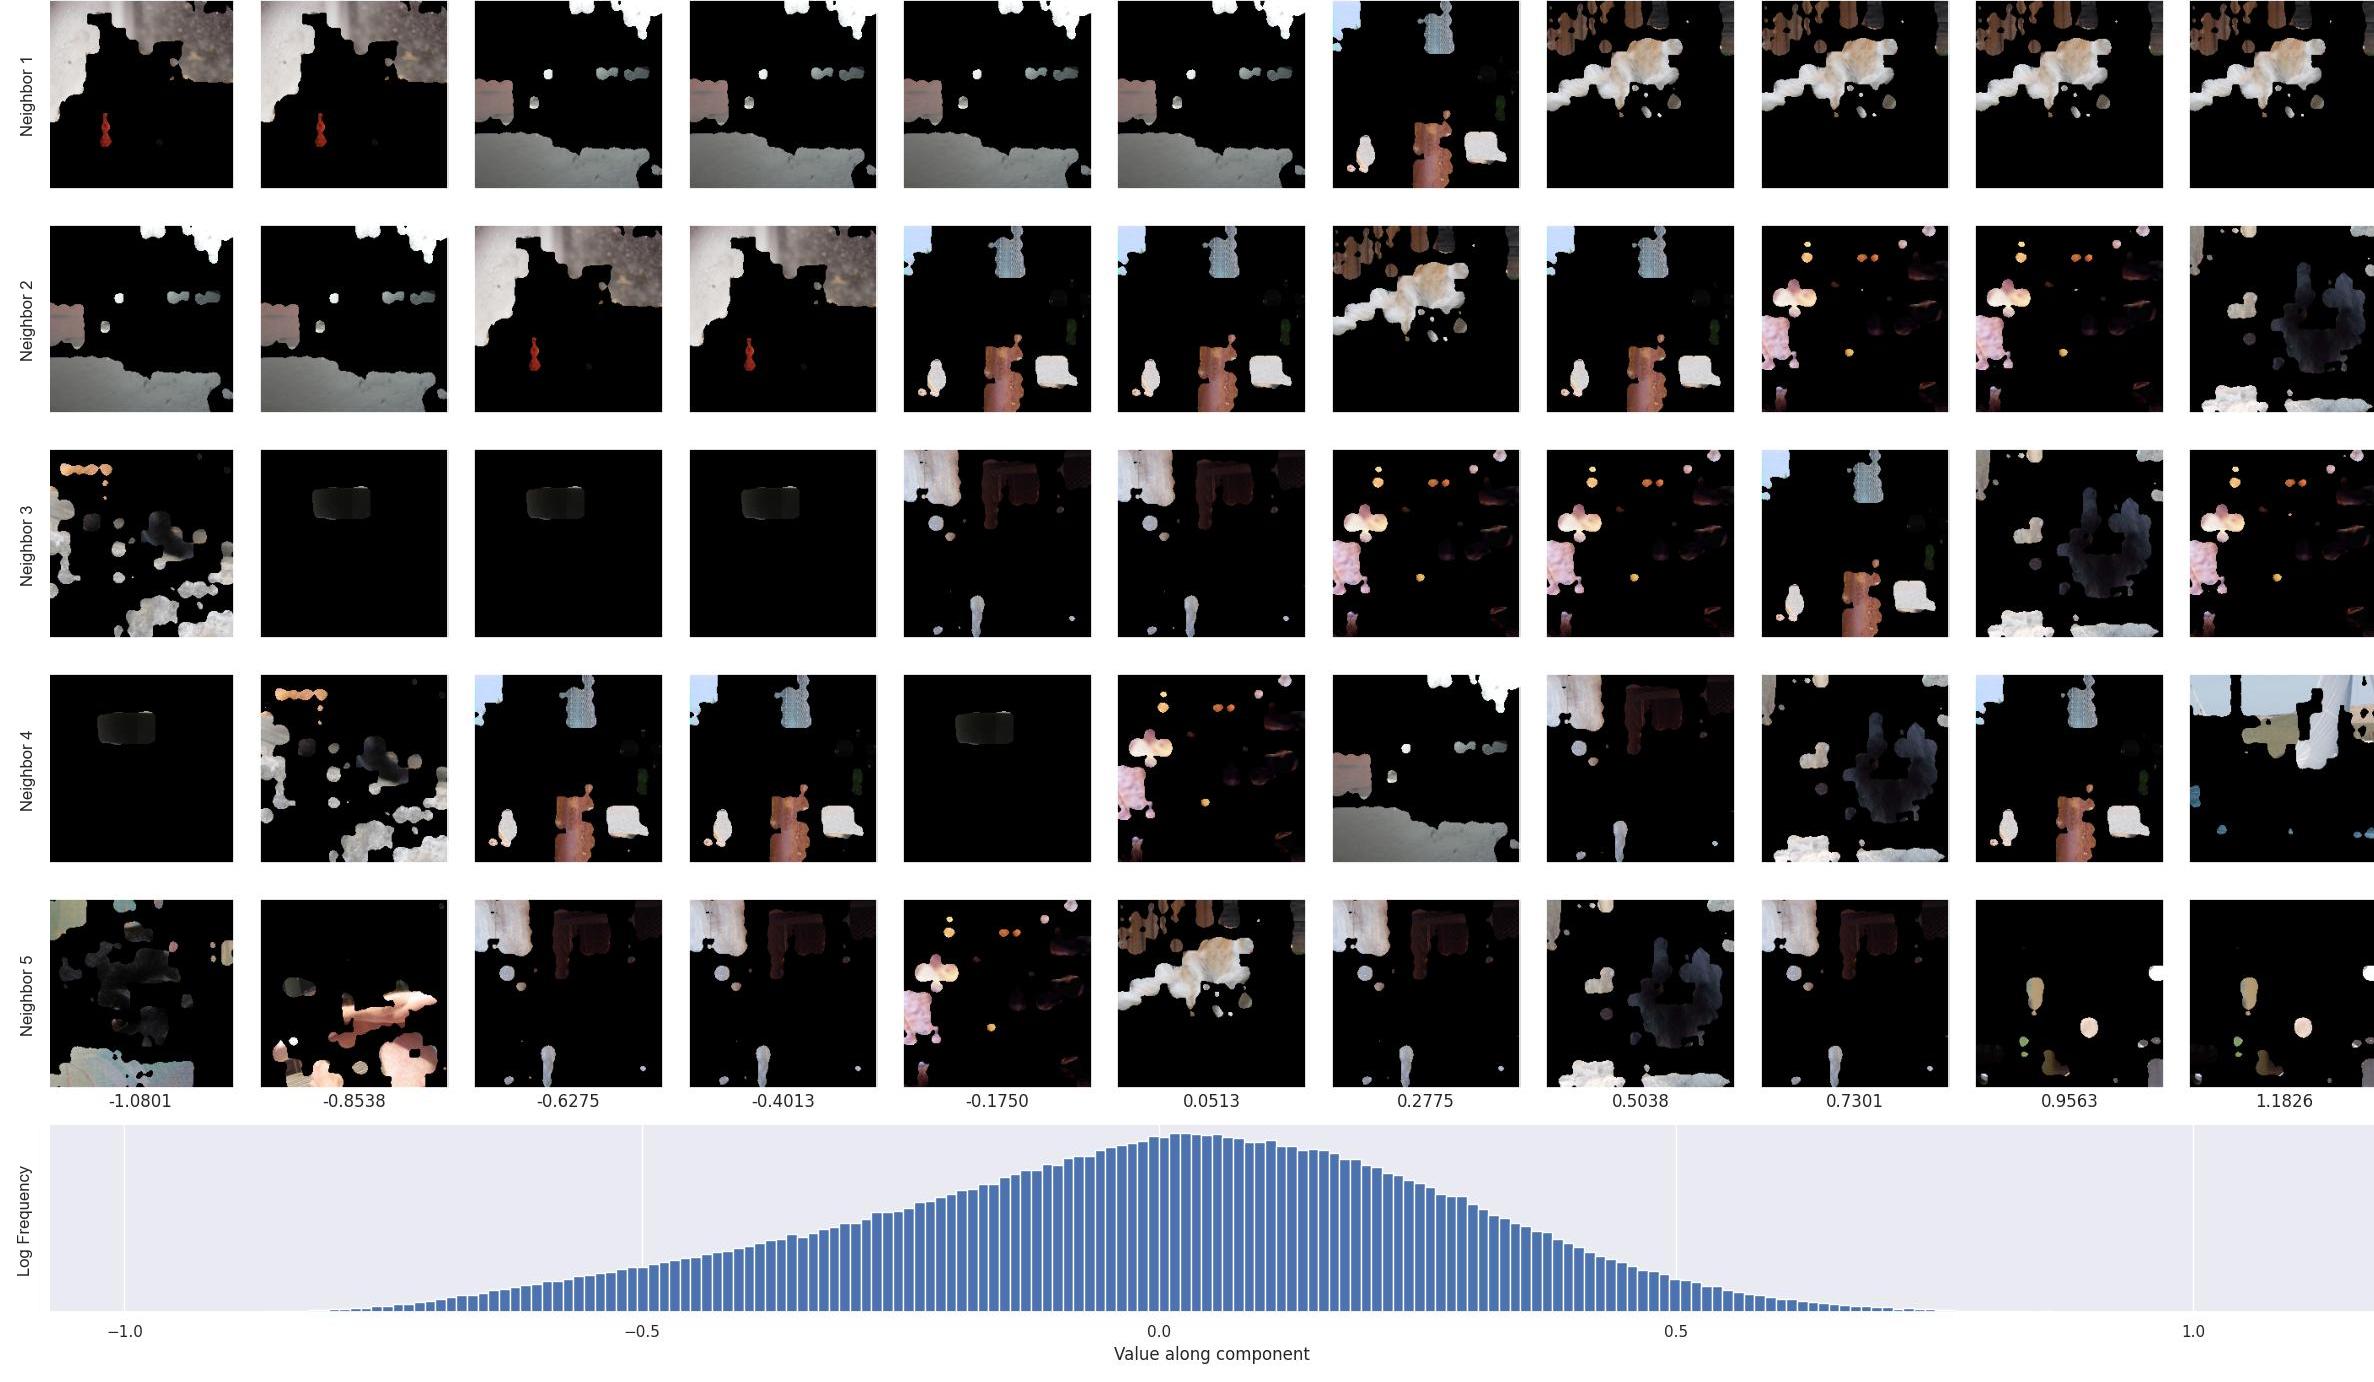 Neighbor 1
Neighbor 2
Neighbor 3
Neighbor 4
Neighbor 5
-1.0801 -0.8538 -0.6275 -0.4013 -0.1750 0.0513 0.2775 0.5038 0.7301 0.9563 1.1826
Log Frequency
−1.0 −0.5 0.0 0.5 1.0
Value along component